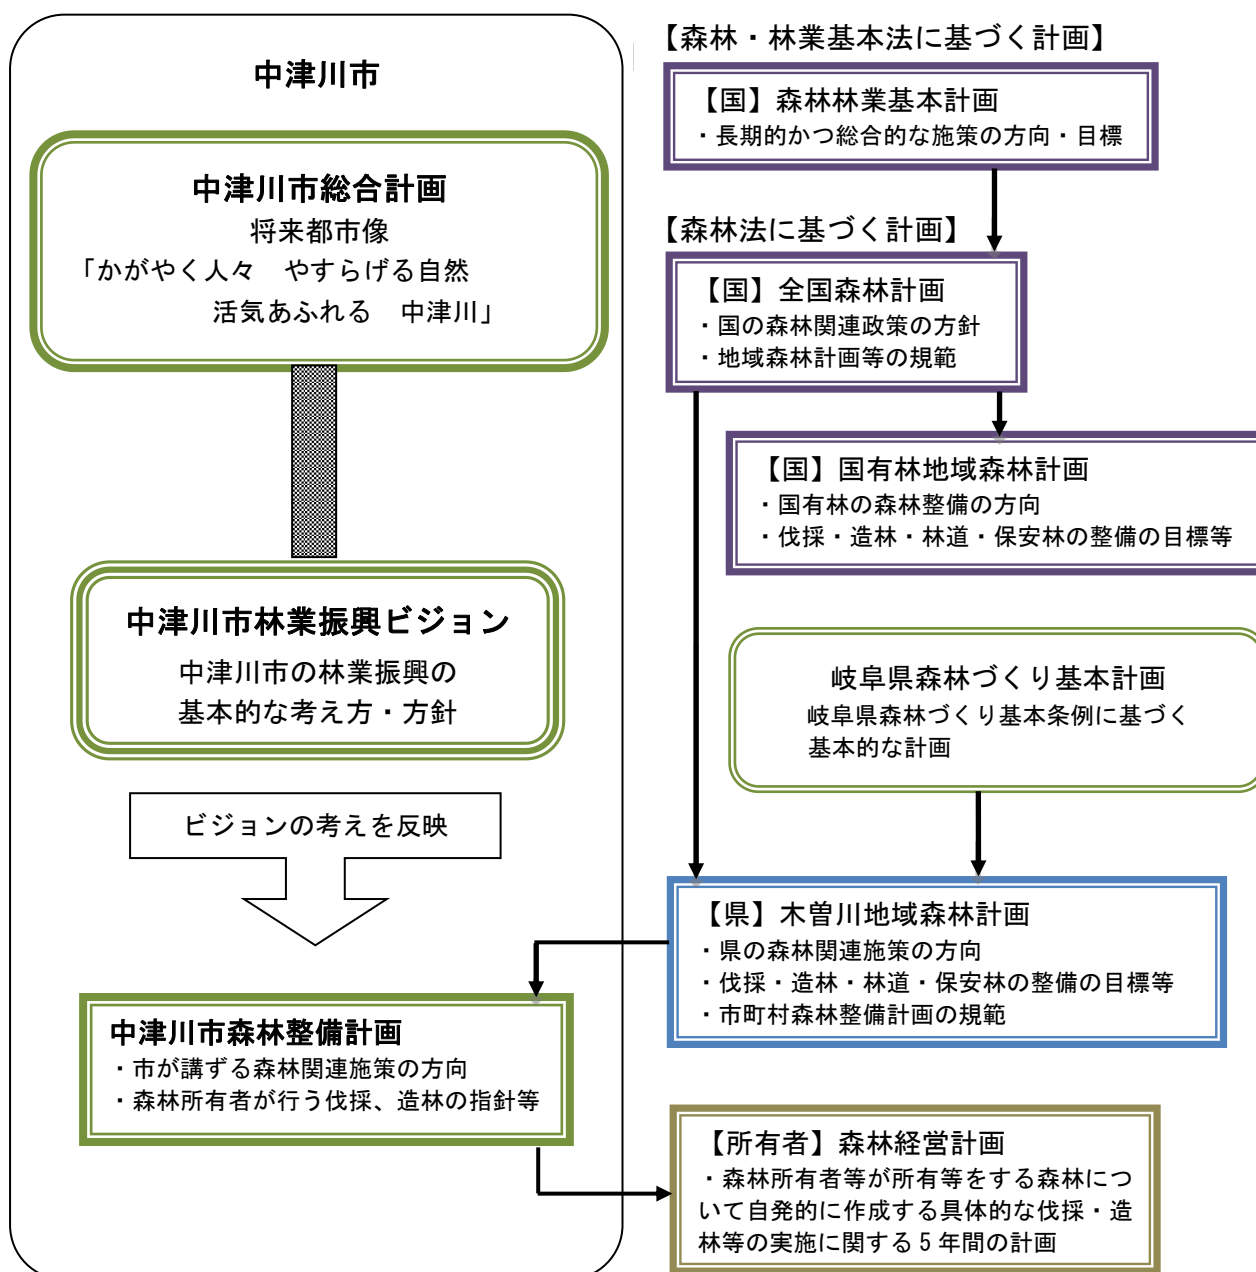 中津川市
中津川市総合計画
将来都市像
「かがやく人々　やすらげる自然
活気あふれる　中津川」
中津川市林業振興ビジョン
中津川市の林業振興の
基本的な考え方・方針
ビジョンの考えを反映
中津川市森林整備計画
・市が講ずる森林関連施策の方向
・森林所有者が行う伐採、造林の指針等
【森林・林業基本法に基づく計画】
【国】森林林業基本計画
・長期的かつ総合的な施策の方向・目標
【森林法に基づく計画】
【国】全国森林計画
・国の森林関連政策の方針
・地域森林計画等の規範
【国】国有林地域森林計画
・国有林の森林整備の方向
・伐採・造林・林道・保安林の整備の目標等
岐阜県森林づくり基本計画
岐阜県森林づくり基本条例に基づく
基本的な計画
【県】木曽川地域森林計画
・県の森林関連施策の方向
・伐採・造林・林道・保安林の整備の目標等
・市町村森林整備計画の規範
【所有者】森林経営計画
・森林所有者等が所有等をする森林につ
いて自発的に作成する具体的な伐採・造
林等の実施に関する5年間の計画